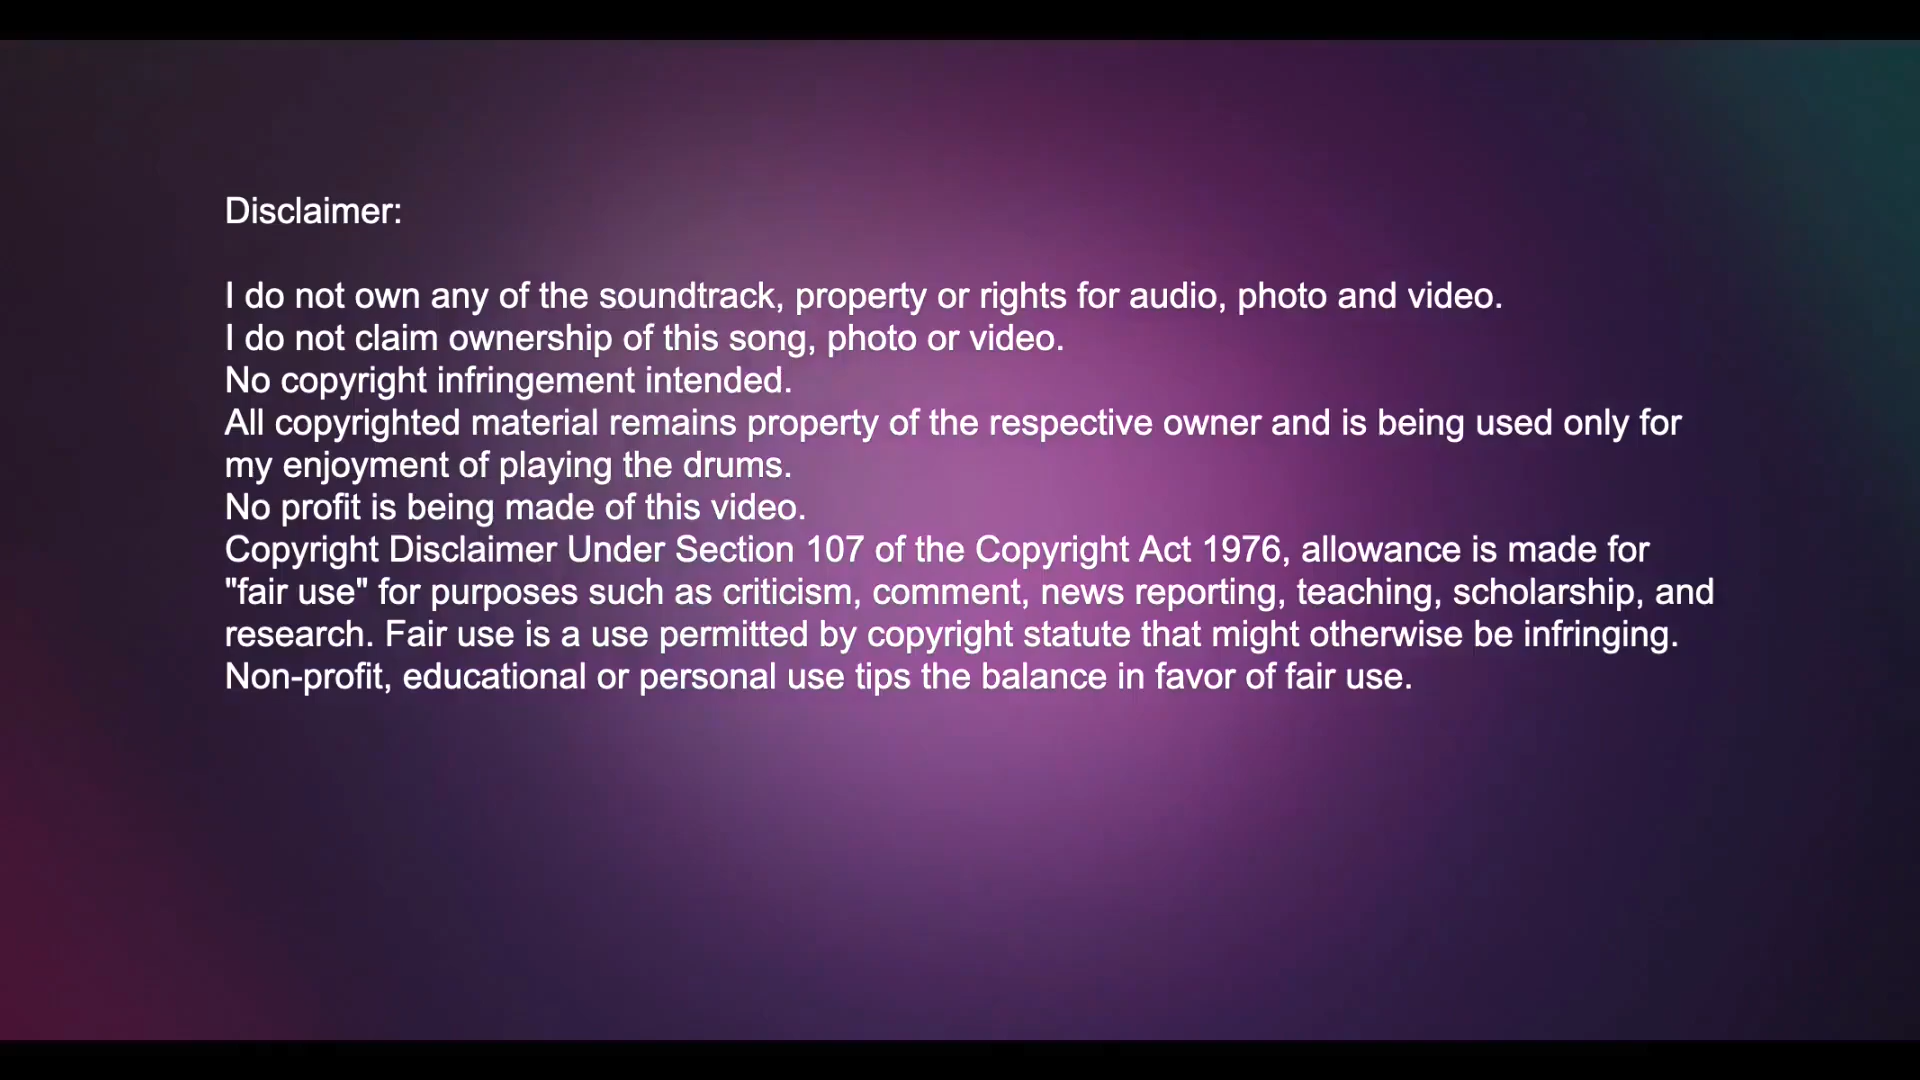 Disclaimer:
I do not own any of the soundtrack, property or rights for audio, photo and video.
I do not claim ownership of this song, photo or video.
No copyright infringement intended.
All copyrighted material remains property of the respective owner and is being used only for
my enjoyment of playing the drums.
No profit is being made of this video.
Copyright Disclaimer Under Section 107 of the Copyright Act 1976, allowance is made for
"fair use" for purposes such as criticism, comment, news reporting, teaching, scholarship, and
research. Fair use is a use permitted by copyright statute that might otherwise be infringing.
Non-profit, educational or personal use tips the balance in favor of fair use.